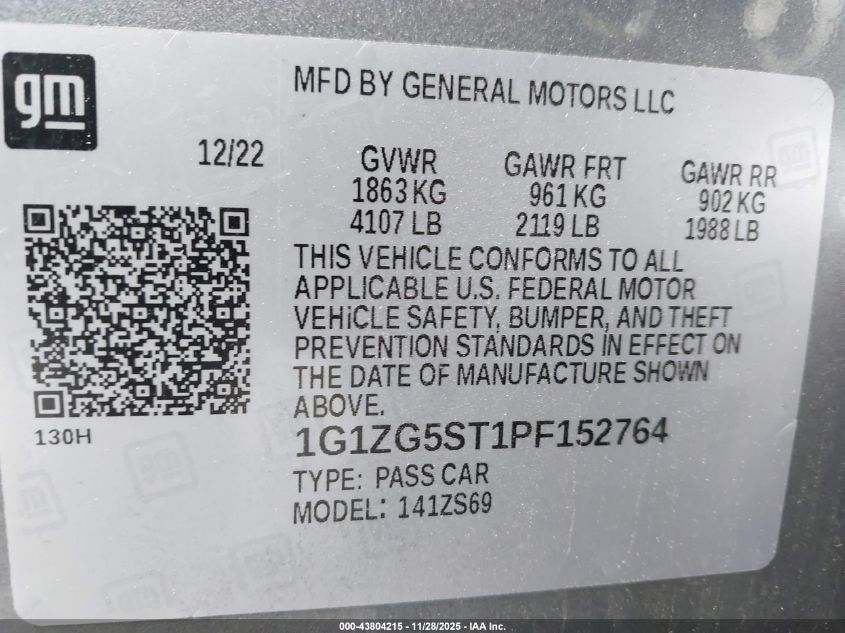 gm
MFD BY GENERAL MOTORS LLC
12/22
GVWR
1863 KG
4107 LB
GAWR FRT
961 KG
2119 LB
GAWR RR
902 KG
1988 LB
THIS VEHICLE CONFORMS TO ALL
APPLICABLE U.S. FEDERAL MOTOR
VEHICLE SAFETY, BUMPER, AND THEFT
PREVENTION STANDARDS IN EFFECT ON
THE DATE OF MANUFACTURE SHOWN
ABOVE.
130H
1G1ZG5ST1PF152764
TYPE: PASS CAR
MODEL: 141ZS69
000-43804215 - 11/28/2025 - IAA Inc.